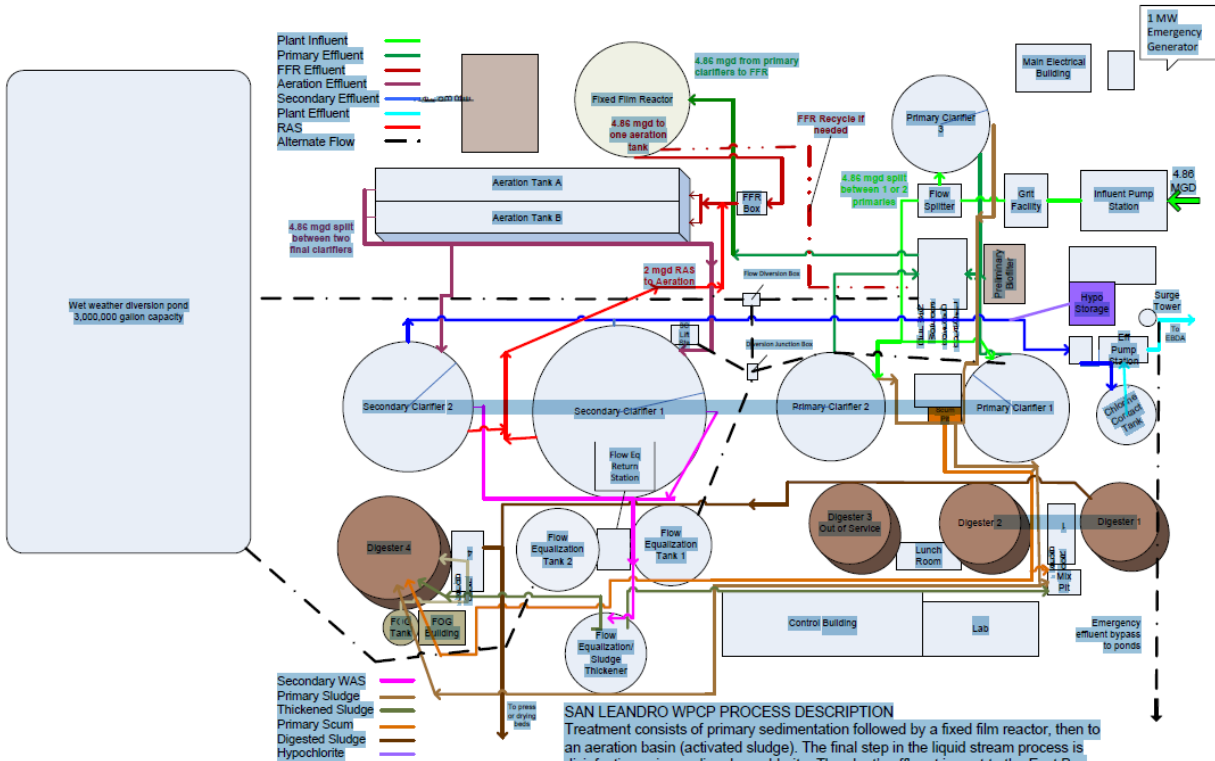 1 MW
Emergency
Generator
Plant Influent
Primary Effluent
FFR Effluent
Aeration Effluent
Secondary Effluent
Plant Effluent
RAS
Alternate Flow
4.86 mgd from primary
clarifiers to FFR
Main Electrical
Building
Fixed Film Reactor
4.86 mgd to
one aeration
tank
FFR Recycle if
needed
Primary Clarifier
3
4.86 mgd split
between 1 or 2
primaries
Flow
Splitter
Grit
Facility
Influent Pump
Station
4.86
MGD
Aeration Tank A
Aeration Tank B
FFR
Box
4.86 mgd split
between two
final clarifiers
2 mgd RAS
to Aeration
Flow Diversion Box
Preliminary
Biofilter
Hypo
Storage
Surge
Tower
To
EBDA
Wet weather diversion pond
3,000,000 gallon capacity
Diversion Junction Box
Eff
Pump
Station
Secondary Clarifier 2
Secondary Clarifier 1
Primary Clarifier 2
Primary Clarifier 1
Chlorine
Contact
Tank
Flow Eq
Return
Station
Digester 4
Flow
Equalization
Tank 2
Flow
Equalization
Tank 1
Digester 3
Out of Service
Digester 2
Digester 1
Lunch
Room
Mix
Pit
Tank
FOG
Building
Flow
Equalization/
Sludge
Thickener
Control Building
Lab
Emergency
effluent bypass
to ponds
Secondary WAS
Primary Sludge
Thickened Sludge
Primary Scum
Digested Sludge
Hypochlorite
To press
or drying
beds
SAN LEANDRO WPCP PROCESS DESCRIPTION
Treatment consists of primary sedimentation followed by a fixed film reactor, then to
an aeration basin (activated sludge). The final step in the liquid stream process is